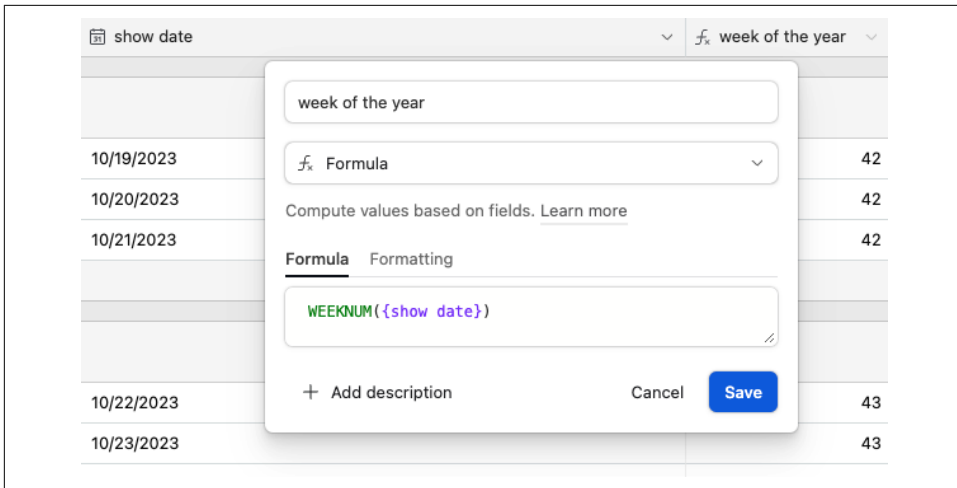 show date
week of the year
week of the year
10/19/2023
42
Formula
10/20/2023
42
Compute values based on fields. Learn more
10/21/2023
42
Formula Formatting
WEEKNUM({show date})
+ Add description Cancel Save
10/22/2023
43
10/23/2023
43